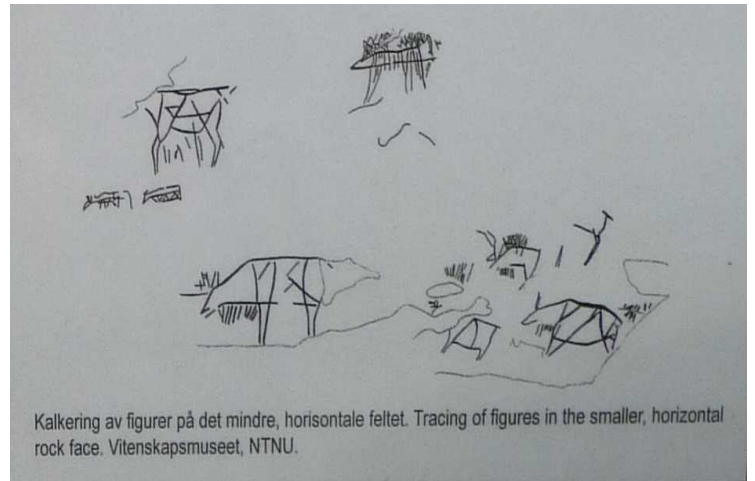 Kalkering av figurer på det mindre, horisontale feltet. Tracing of figures in the smaller, horizontal
rock face. Vitenskapsmuseet, NTNU.